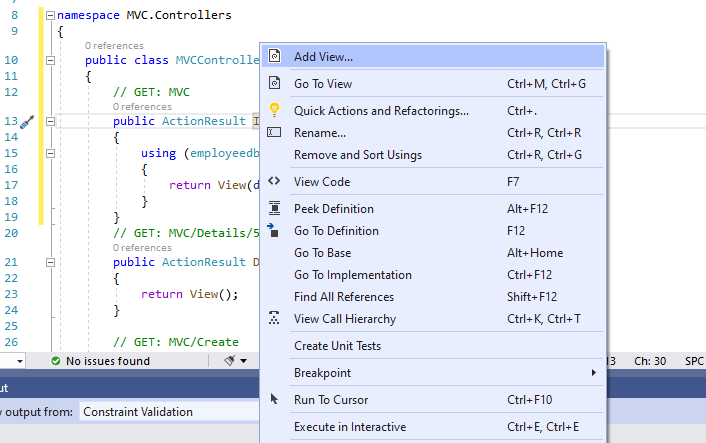 8 namespace MVC.Controllers
9 {
0 references
10 public class MVCControlle
11 {
12 // GET: MVC
0 references
13 public ActionResult I
14 {
15 using (employeedb
16 {
17 return View(d
18 }
19 }
20 // GET: MVC/Details/5
0 references
21 public ActionResult D
22 {
23 return View();
24 }
25
26 // GET: MVC/Create
Add View...
Go To View Ctrl+M, Ctrl+G
Quick Actions and Refactorings... Ctrl+.
Rename... Ctrl+R, Ctrl+R
Remove and Sort Usings Ctrl+R, Ctrl+G
View Code F7
Peek Definition Alt+F12
Go To Definition F12
Go To Base Alt+Home
Go To Implementation Ctrl+F12
Find All References Shift+F12
View Call Hierarchy Ctrl+K, Ctrl+T
Create Unit Tests
Breakpoint
Run To Cursor Ctrl+F10
Execute in Interactive Ctrl+E, Ctrl+E
No issues found
13 Ch: 30 SPC
ut
output from: Constraint Validation